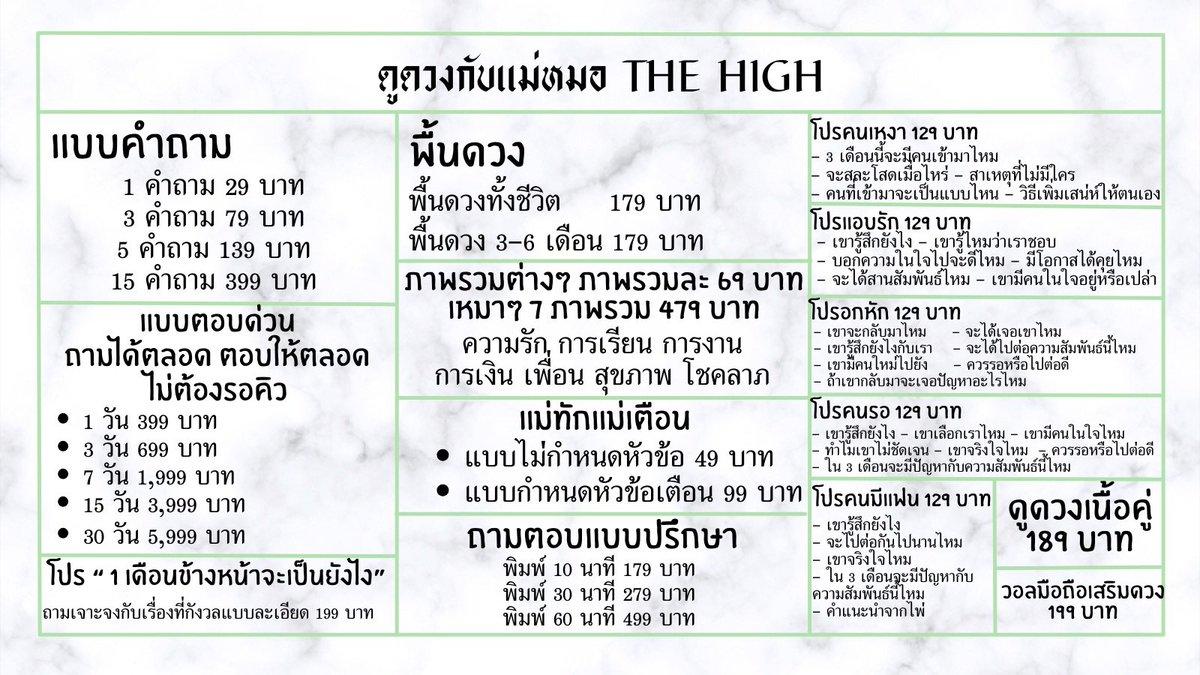 ดูดวงกับแม่หมอ THE HIGH
แบบคำถาม
1 คำถาม 29 บาท
3 คำถาม 79 บาท
5 คำถาม 139 บาท
15 คำถาม 399 บาท
แบบตอบด่วน
ถามได้ตลอด ตอบให้ตลอด
ไม่ต้องรอคิว
• 1 วัน 399 บาท
• 3 วัน 699 บาท
• 7 วัน 1,999 บาท
• 15 วัน 3,999 บาท
• 30 วัน 5,999 บาท
โปร “ 1 เดือนข้างหน้าจะเป็นยังไง”
ถามเจาะจงกับเรื่องที่กังวลแบบละเอียด 199 บาท
พื้นดวง
พื้นดวงทั้งชีวิต 179 บาท
พื้นดวง 3-6 เดือน 179 บาท
ภาพรวมต่างๆ ภาพรวมละ 69 บาท
เหมาๆ 7 ภาพรวม 479 บาท
ความรัก การเรียน การงาน
การเงิน เพื่อน สุขภาพ โชคลาภ
แม่ทักแม่เตือน
• แบบไม่กำหนดหัวข้อ 49 บาท
• แบบกำหนดหัวข้อเตือน 99 บาท
ถามตอบแบบปรึกษา
พิมพ์ 10 นาที 179 บาท
พิมพ์ 30 นาที 279 บาท
พิมพ์ 60 นาที 499 บาท
โปรคนเหงา 129 บาท
- 3 เดือนนี้จะมีคนเข้ามาไหม
- จะสละโสดเมื่อไหร่ - สาเหตุที่ไม่มีใคร
- คนที่เข้ามาจะเป็นแบบไหน - วิธีเพิ่มเสน่ห์ให้ตนเอง
โปรแอบรัก 129 บาท
- เขารู้สึกยังไง - เขารู้ไหมว่าเราชอบ
- บอกความในใจไปจะดีไหม - มีโอกาสได้คุยไหม
- จะได้สานสัมพันธ์ไหม - เขามีคนในใจอยู่หรือเปล่า
โปรอกหัก 129 บาท
- เขาจะกลับมาไหม - จะได้เจอเขาไหม
- เขารู้สึกยังไงกับเรา - จะได้ไปต่อความสัมพันธ์นี้ไหม
- เขามีคนใหม่ไปยัง - ควรรอหรือไปต่อดี
- ถ้าเขากลับมาจะเจอปัญหาอะไรไหม
โปรคนรอ 129 บาท
- เขารู้สึกยังไง - เขาเลือกเราไหม - เขามีคนในใจไหม
- ทำไมเขาไม่ชัดเจน - เขาจริงใจไหม - ควรรอหรือไปต่อดี
- ใน 3 เดือนจะมีปัญหากับความสัมพันธ์นี้ไหม
โปรคนมีแฟน 129 บาท
- เขารู้สึกยังไง
- จะไปต่อกันไปนานไหม
- เขาจริงใจไหม
- ใน 3 เดือนจะมีปัญหากับ
ความสัมพันธ์นี้ไหม
- คำแนะนำจากไพ่
ดูดวงเนื้อคู่
189 บาท
วอลมือถือเสริมดวง
199 บาท